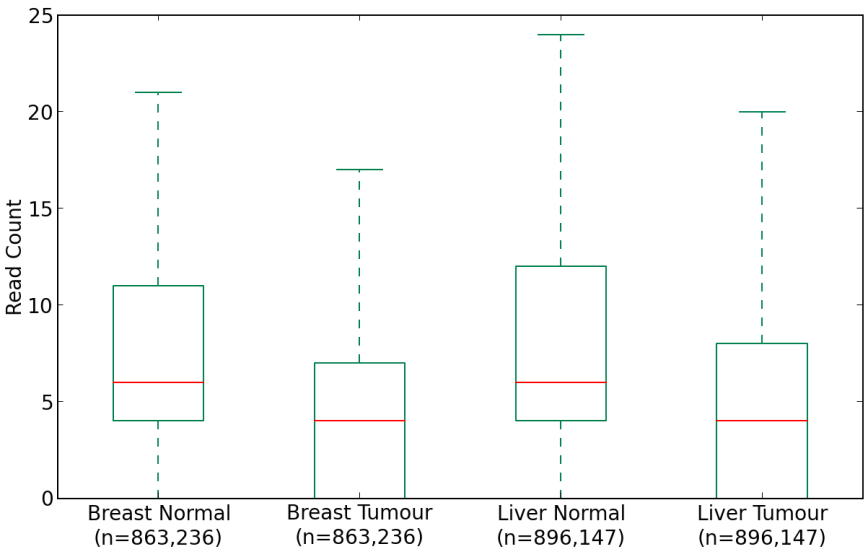 25
20
15
10
5
0
Read Count
Breast Normal
(n=863,236)
Breast Tumour
(n=863,236)
Liver Normal
(n=896,147)
Liver Tumour
(n=896,147)